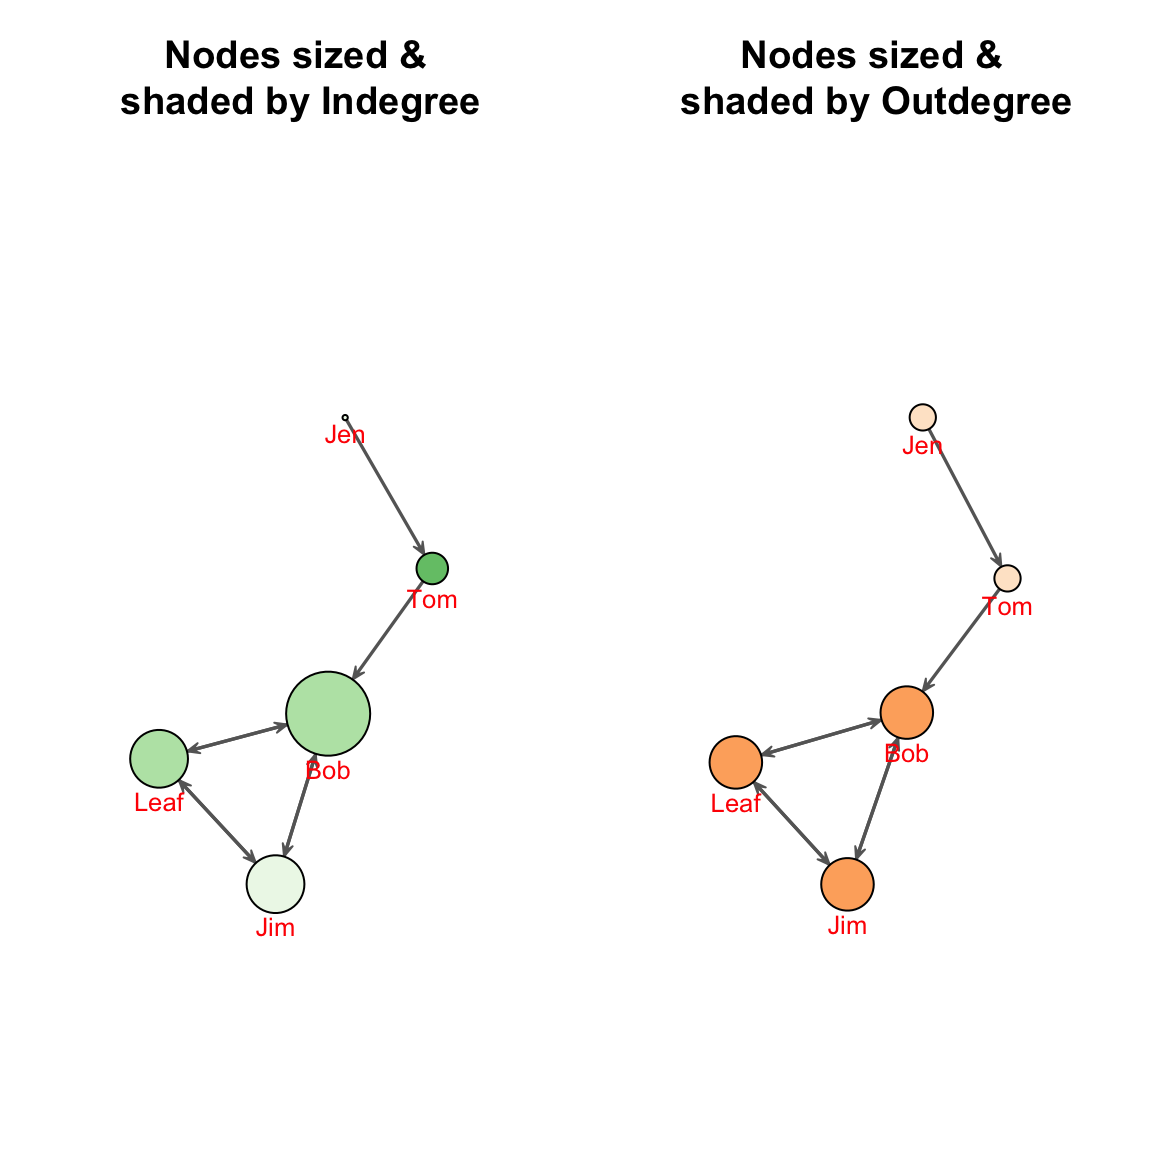 Nodes sized &
shaded by Indegree
Jen
Tom
Bob
Leaf
Jim
Nodes sized &
shaded by Outdegree
Jen
Tom
Bob
Leaf
Jim